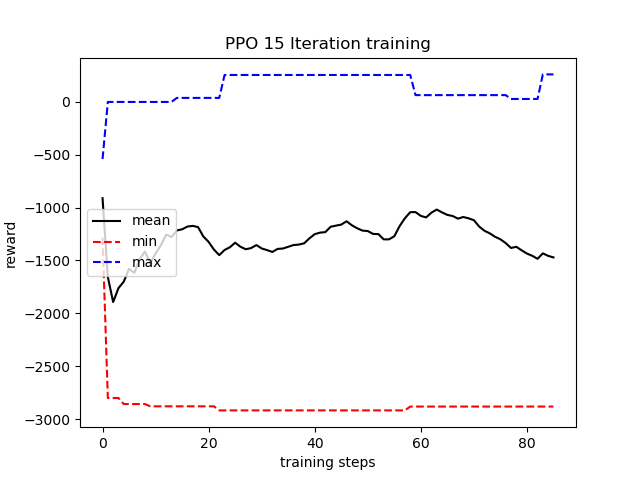 PPO 15 Iteration training
reward
0
−500
−1000
−1500
−2000
−2500
−3000
mean
min
max
0 20 40 60 80
training steps